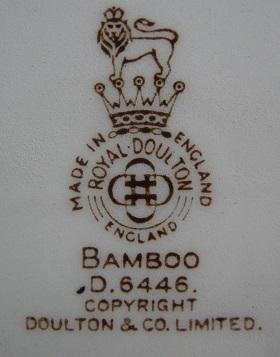 MADE IN ENGLAND
ROYAL·DOULTON
ENGLAND
BAMBOO
D.6446.
COPYRIGHT
DOULTON & CO. LIMITED.